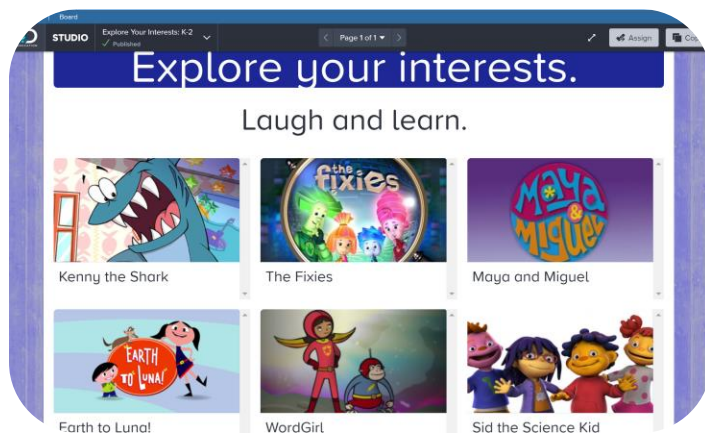 Board
STUDIO
Explore Your Interests: K-2
Published
Page 1 of 1
Assign
Explore your interests.
Laugh and learn.
the
fixies
MAYA
&
MIGUEL
Kenny the Shark
The Fixies
Maya and Miguel
EARTH
TO LUNA!
Earth to Luna!
WordGirl
Sid the Science Kid